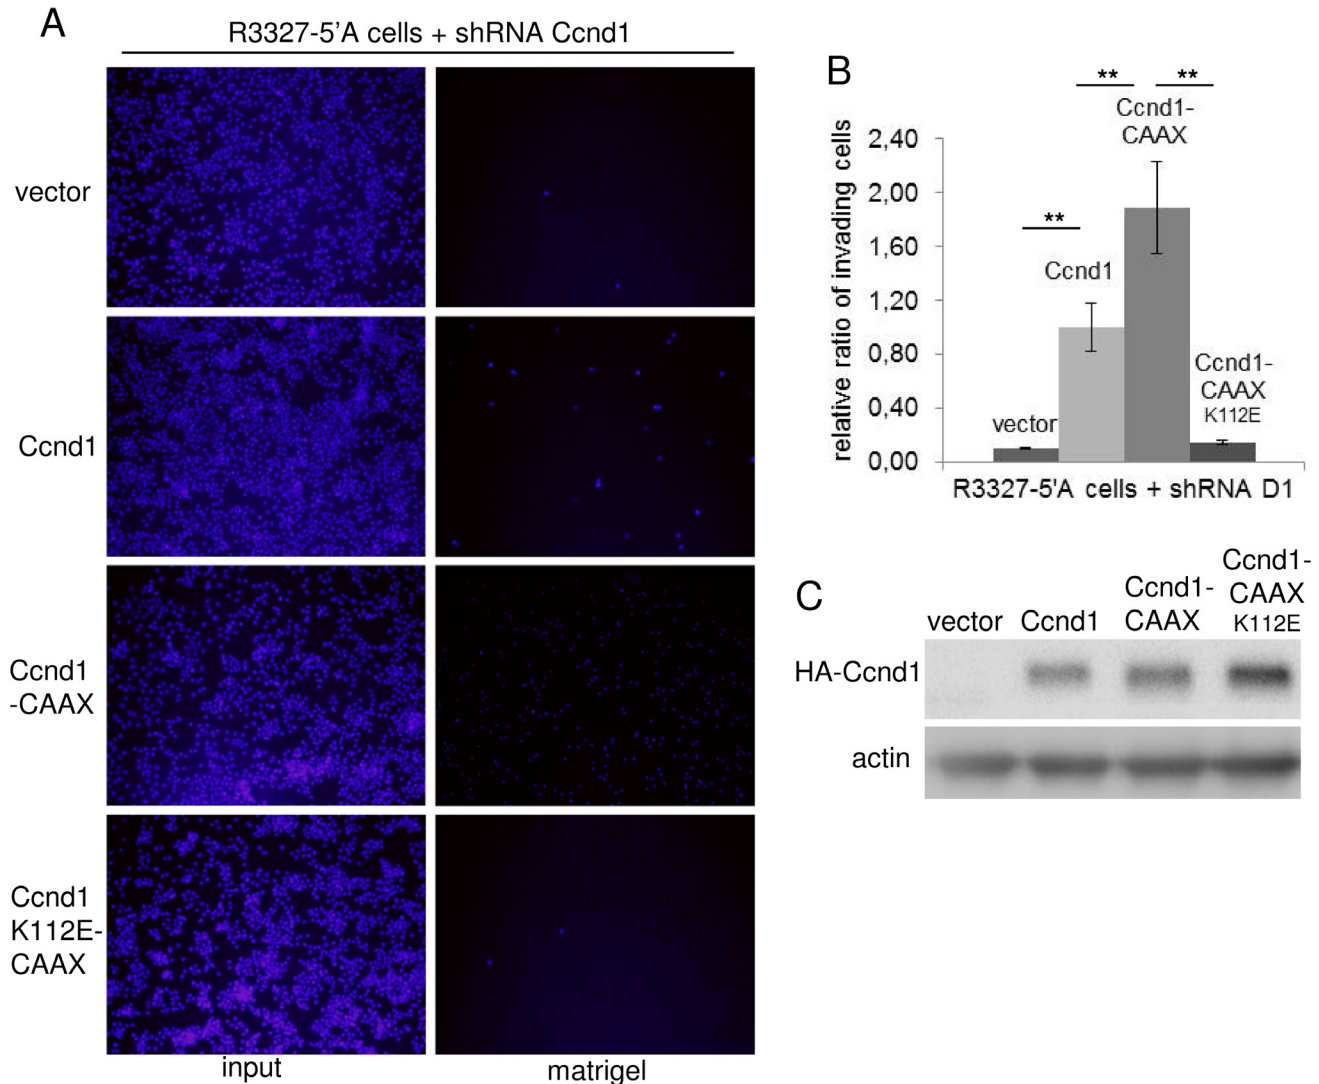 A
R3327-5'A cells + shRNA Ccnd1
vector
Ccnd1
Ccnd1
-CAAX
Ccnd1
K112E-
CAAX
input
matrigel
B
relative ratio of invading cells
2,40
2,00
1,60
1,20
0,80
0,40
0,00
**
**
**
vector
Ccnd1
Ccnd1-
CAAX
Ccnd1-
CAAX
K112E
R3327-5'A cells + shRNA D1
C
vector
Ccnd1
Ccnd1-
CAAX
Ccnd1-
CAAX
K112E
HA-Ccnd1
actin